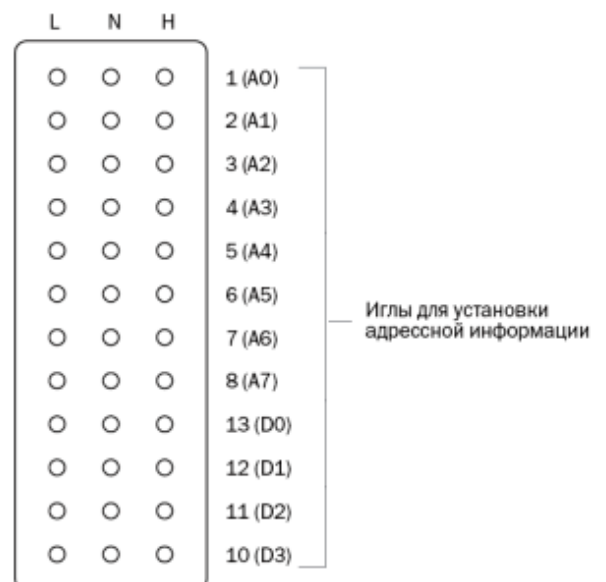 L N H
1 (A0)
2 (A1)
3 (A2)
4 (A3)
5 (A4)
6 (A5)
7 (A6)
8 (A7)
13 (D0)
12 (D1)
11 (D2)
10 (D3)
Иглы для установки
адрессной информации